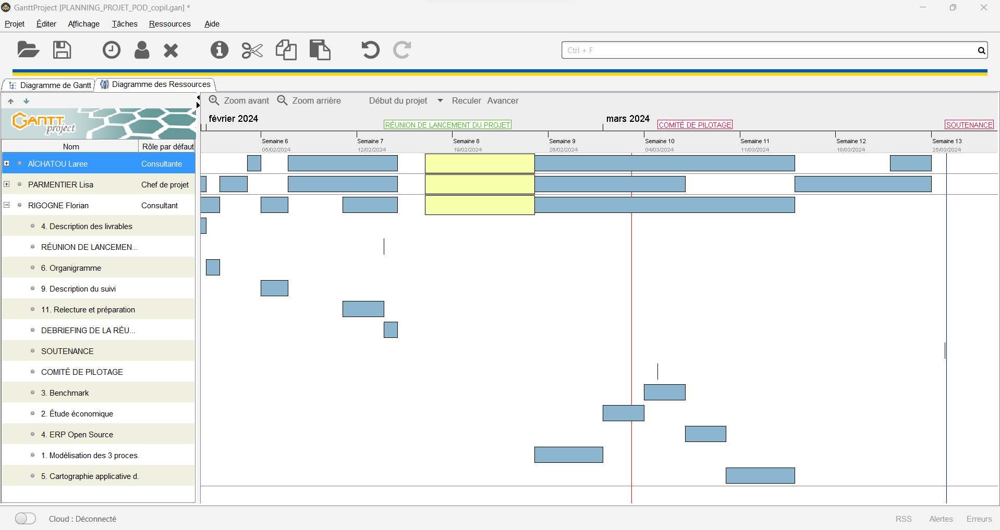 GanttProject [PLANNING_PROJET_POD_copil.gan] *
Projet Éditer Affichage Tâches Ressources Aide
Ctrl + F
Diagramme de Gantt Diagramme des Ressources
Zoom avant Zoom arrière Début du projet Reculer Avancer
GANTT project
février 2024 mars 2024
RÉUNION DE LANCEMENT DU PROJET COMITÉ DE PILOTAGE SOUTENANCE
Semaine 6 Semaine 7 Semaine 8 Semaine 9 Semaine 10 Semaine 11 Semaine 12 Semaine 13
05/02/2024 12/02/2024 19/02/2024 26/02/2024 04/03/2024 11/03/2024 18/03/2024 25/03/2024
Nom Rôle par défaut
AÏCHATOU Laree Consultante
PARMENTIER Lisa Chef de projet
RIGOGNE Florian Consultant
4. Description des livrables
RÉUNION DE LANCEMEN...
6. Organigramme
9. Description du suivi
11. Relecture et préparation
DEBRIEFING DE LA RÉU...
SOUTENANCE
COMITÉ DE PILOTAGE
3. Benchmark
2. Étude économique
4. ERP Open Source
1. Modélisation des 3 proces.
5. Cartographie applicative d.
Cloud : Déconnecté RSS Alertes Erreurs